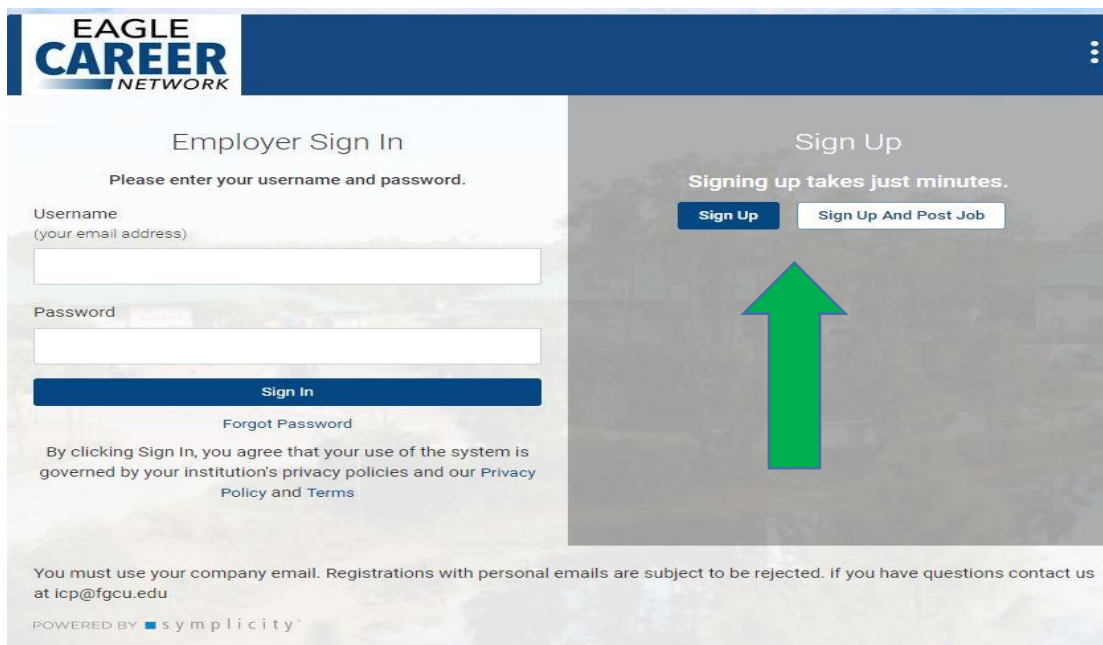 EAGLE
CAREER
NETWORK
Employer Sign In
Please enter your username and password.
Username
(your email address)
Password
Sign In
Forgot Password
By clicking Sign In, you agree that your use of the system is
governed by your institution's privacy policies and our Privacy
Policy and Terms
Sign Up
Signing up takes just minutes.
Sign Up
Sign Up And Post Job
You must use your company email. Registrations with personal emails are subject to be rejected. if you have questions contact us
at icp@fgcu.edu
POWERED BY symplicity